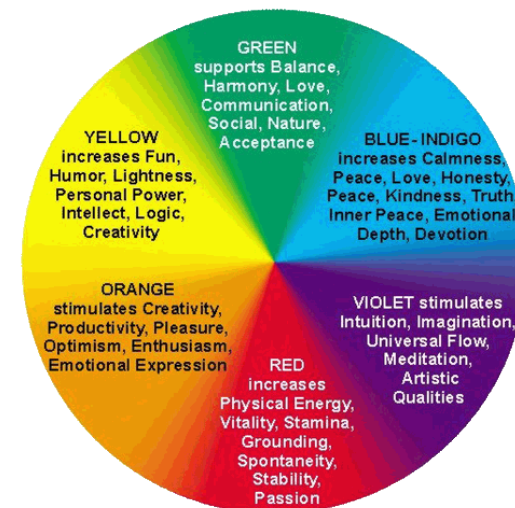 GREEN
supports Balance,
Harmony, Love,
Communication,
Social, Nature,
Acceptance
YELLOW
increases Fun,
Humor, Lightness,
Personal Power,
Intellect, Logic,
Creativity
BLUE-INDIGO
increases Calmness,
Peace, Love, Honesty,
Peace, Kindness, Truth,
Inner Peace, Emotional
Depth, Devotion
ORANGE
stimulates Creativity,
Productivity, Pleasure,
Optimism, Enthusiasm,
Emotional Expression
VIOLET stimulates
Intuition, Imagination,
Universal Flow,
Meditation,
Artistic
Qualities
RED
increases
Physical Energy,
Vitality, Stamina,
Grounding,
Spontaneity,
Stability,
Passion